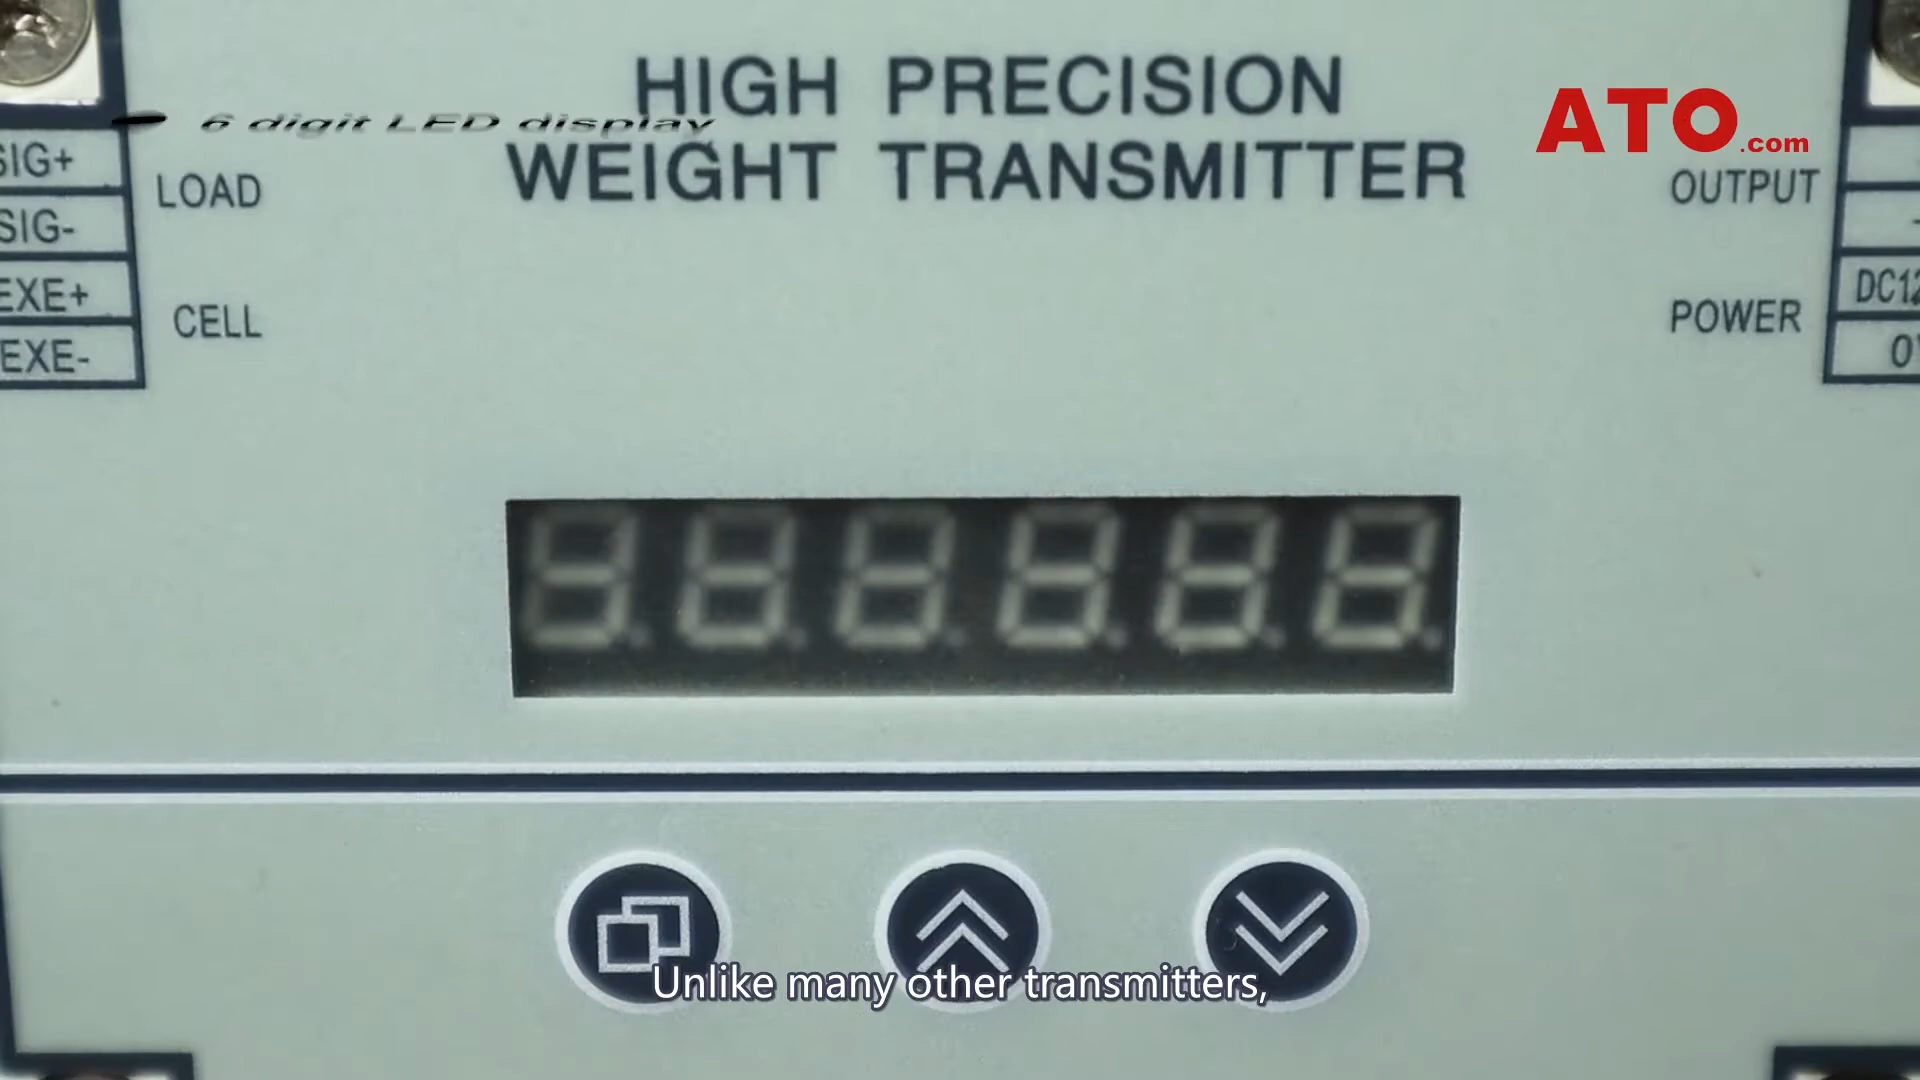 HIGH PRECISION
WEIGHT TRANSMITTER
6 digit LED display
ATO.com
SIG+
SIG-
EXE+
EXE-
LOAD
CELL
OUTPUT
POWER
DC12
Unlike many other transmitters,